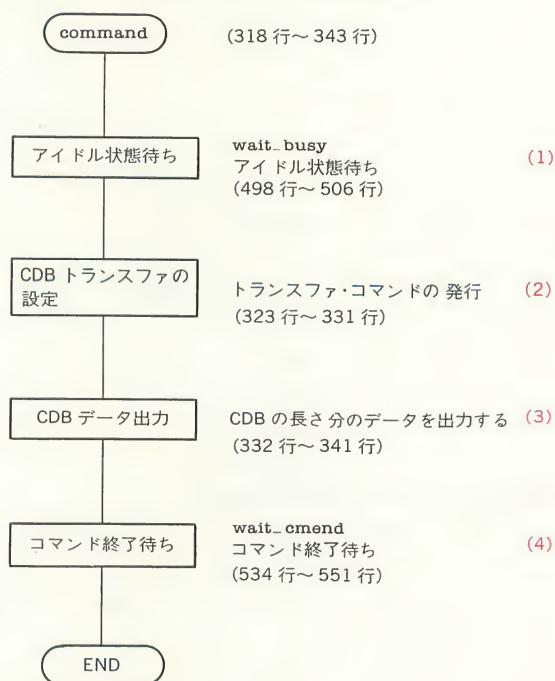 command
(318 行～ 343 行)
アイドル状態待ち
wait_busy
アイドル状態待ち
(498 行～ 506 行)
(1)
CDB トランスファの
設定
トランスファ・コマンドの 発行
(323 行～ 331 行)
(2)
CDB データ出力
CDB の長さ分のデータを出力する
(332 行～ 341 行)
(3)
コマンド終了待ち
wait_cmend
コマンド終了待ち
(534 行～ 551 行)
(4)
END